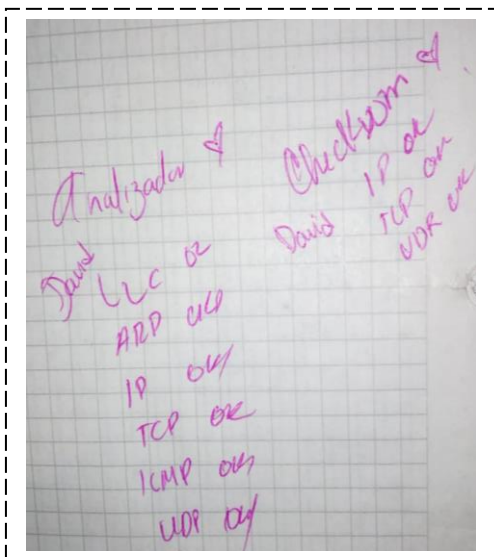 Analizador
David
LLC ok
ARP ok
IP ok
TCP ok
ICMP ok
UDP ok
Checksum
David
IP ok
TCP ok
UDP ok